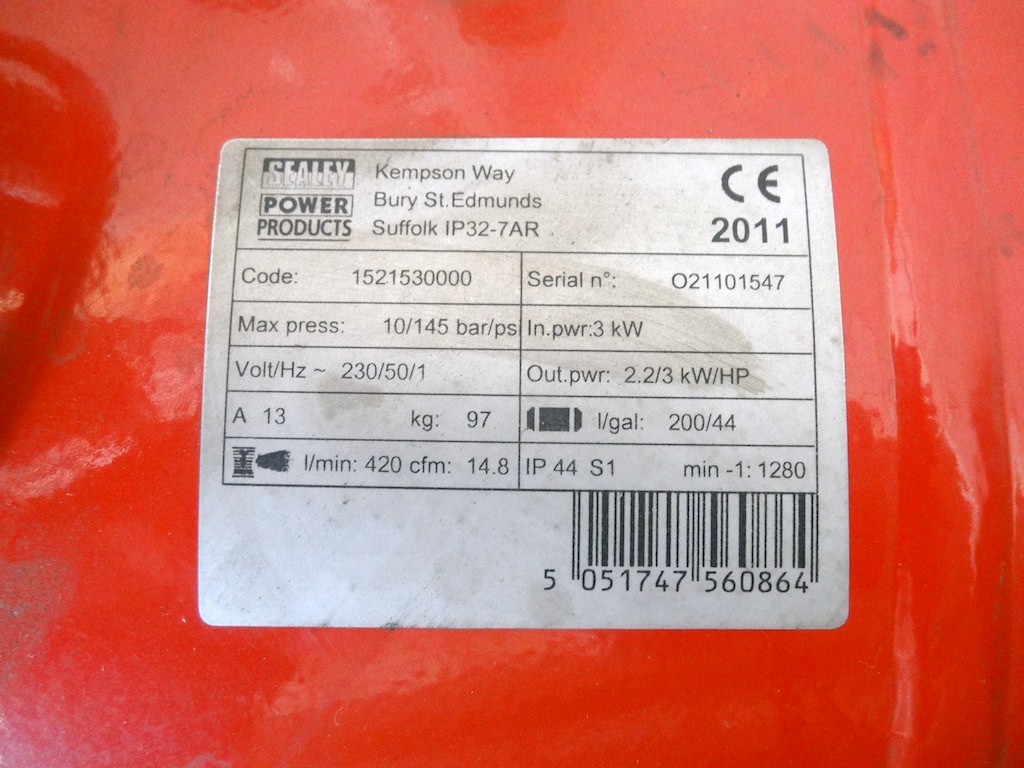 SEALEY
POWER
PRODUCTS
Kempson Way
Bury St.Edmunds
Suffolk IP32-7AR
CE
2011
Code: 1521530000
Serial n°: O21101547
Max press: 10/145 bar/ps
In.pwr:3 kW
Volt/Hz ~ 230/50/1
Out.pwr: 2.2/3 kW/HP
A 13 kg: 97
l/gal: 200/44
l/min: 420 cfm: 14.8
IP 44 S1 min -1: 1280
5 051747 560864